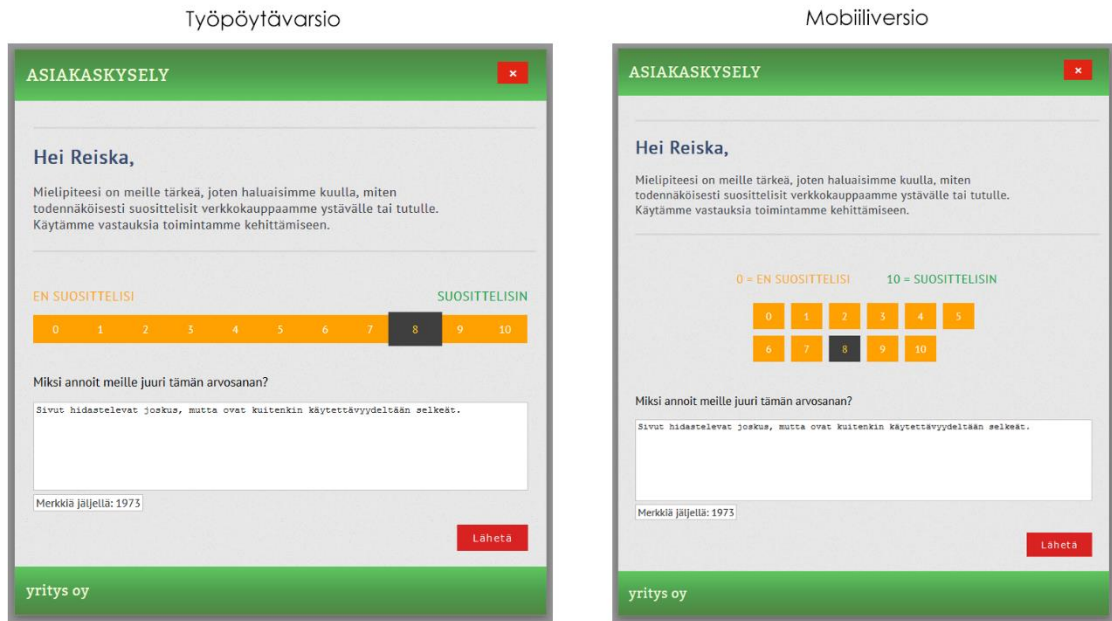 Työpöytävarsio
ASIAKASKYSELY
×
Hei Reiska,
Mielipiteesi on meille tärkeä, joten haluaisimme kuulla, miten
todennäköisesti suosittelisit verkkokauppaamme ystävälle tai tutulle.
Käytämme vastauksia toimintamme kehittämiseen.
EN SUOSITTELISI SUOSITTELISIN
0 1 2 3 4 5 6 7 8 9 10
Miksi annoit meille juuri tämän arvosanan?
Sivut hidastelevat joskus, mutta ovat kuitenkin käytettävyydeltään selkeät.
Merkkiä jäljellä: 1973
Lähetä
yritys oy
Mobiiliversio
ASIAKASKYSELY
×
Hei Reiska,
Mielipiteesi on meille tärkeä, joten haluaisimme kuulla, miten
todennäköisesti suosittelisit verkkokauppaamme ystävälle tai tutulle.
Käytämme vastauksia toimintamme kehittämiseen.
0 = EN SUOSITTELISI 10 = SUOSITTELISIN
0 1 2 3 4 5
6 7 8 9 10
Miksi annoit meille juuri tämän arvosanan?
Sivut hidastelevat joskus, mutta ovat kuitenkin käytettävyydeltään selkeät.
Merkkiä jäljellä: 1973
Lähetä
yritys oy